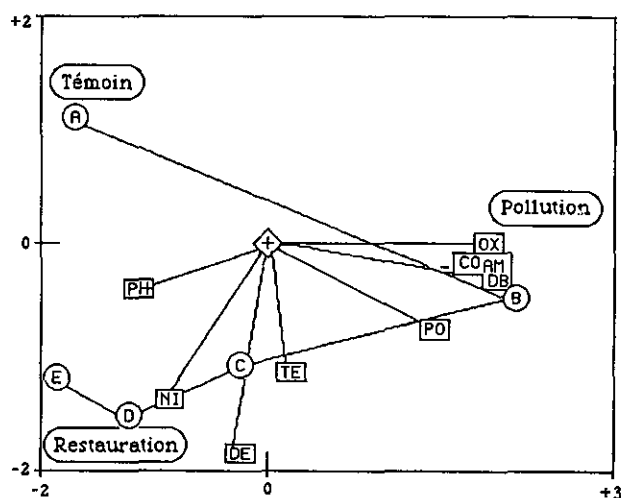 +2
Témoin
A
Pollution
0
+
OX
CO AM
DB
PH
B
PO
C
TE
E
NI
D
Restauration
DE
-2
-2
0
+3